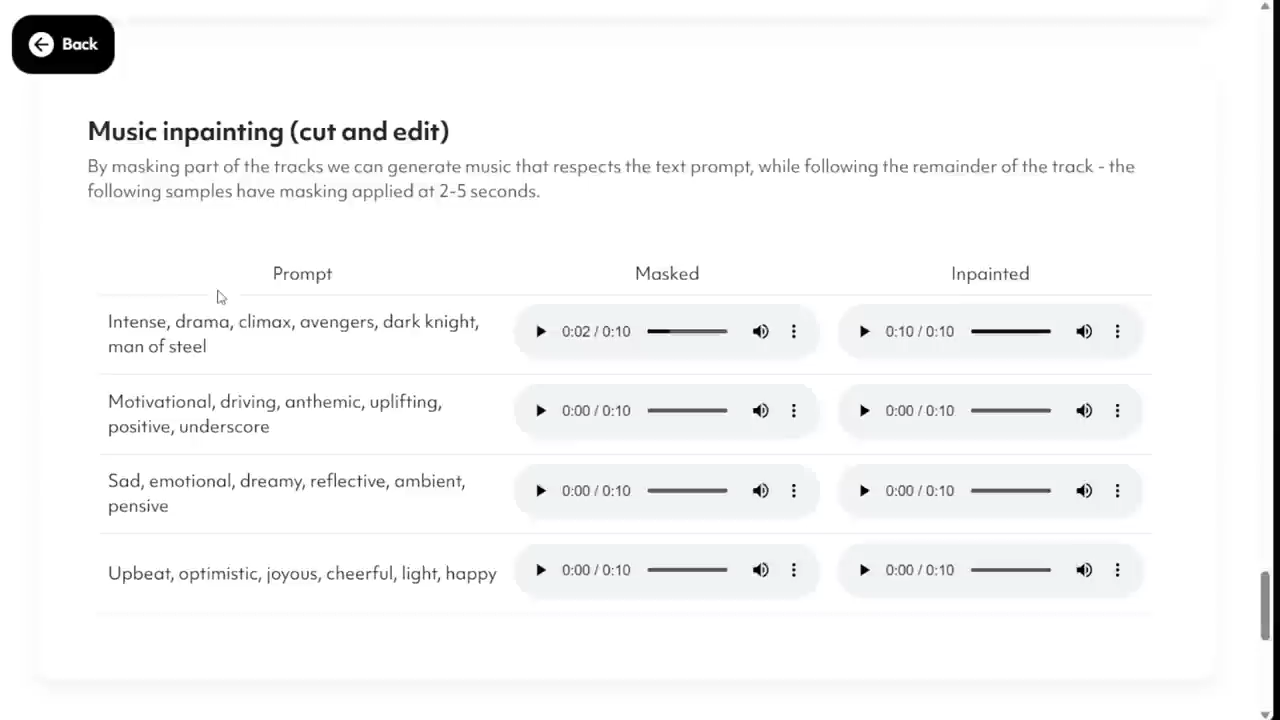 Back
Music inpainting (cut and edit)
By masking part of the tracks we can generate music that respects the text prompt, while following the remainder of the track - the
following samples have masking applied at 2-5 seconds.
Prompt Masked Inpainted
Intense, drama, climax, avengers, dark knight,
man of steel
0:02 / 0:10 0:10 / 0:10
Motivational, driving, anthemic, uplifting,
positive, underscore
0:00 / 0:10 0:00 / 0:10
Sad, emotional, dreamy, reflective, ambient,
pensive
0:00 / 0:10 0:00 / 0:10
Upbeat, optimistic, joyous, cheerful, light, happy
0:00 / 0:10 0:00 / 0:10